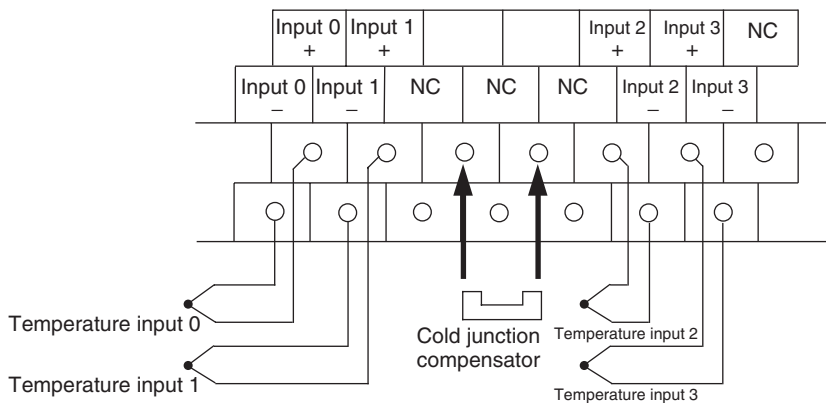 Input 0 Input 1 Input 2 Input 3 NC
+ + + +
Input 0 Input 1 NC NC NC Input 2 Input 3
– – – –
Temperature input 0
Cold junction
compensator
Temperature input 2
Temperature input 1
Temperature input 3